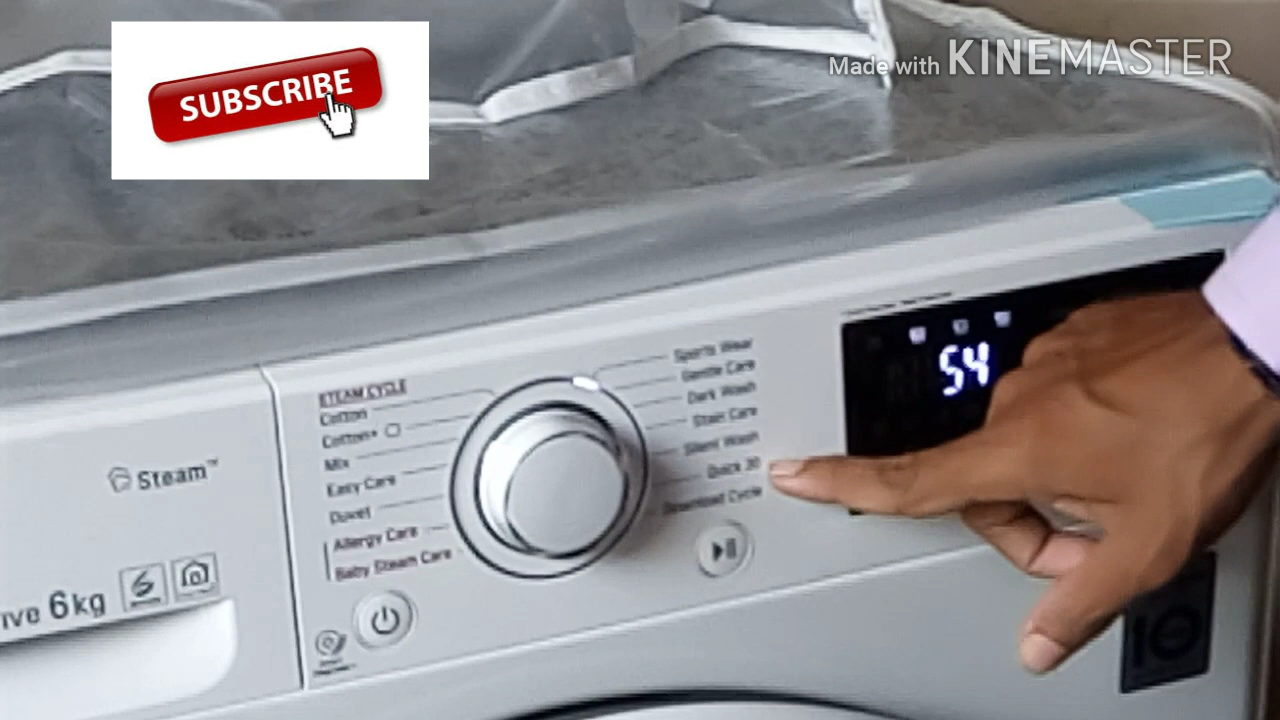 SUBSCRIBE
Made with KINEMASTER
54
STEAM CYCLE
Cotton
Cotton+
Mix
Easy Care
Duvet
Allergy Care
Baby Steam Care
Sports Wear
Gentle Care
Dark Wash
Stain Care
Silent Wash
Quick 30
Download Cycle
Steam™
6kg